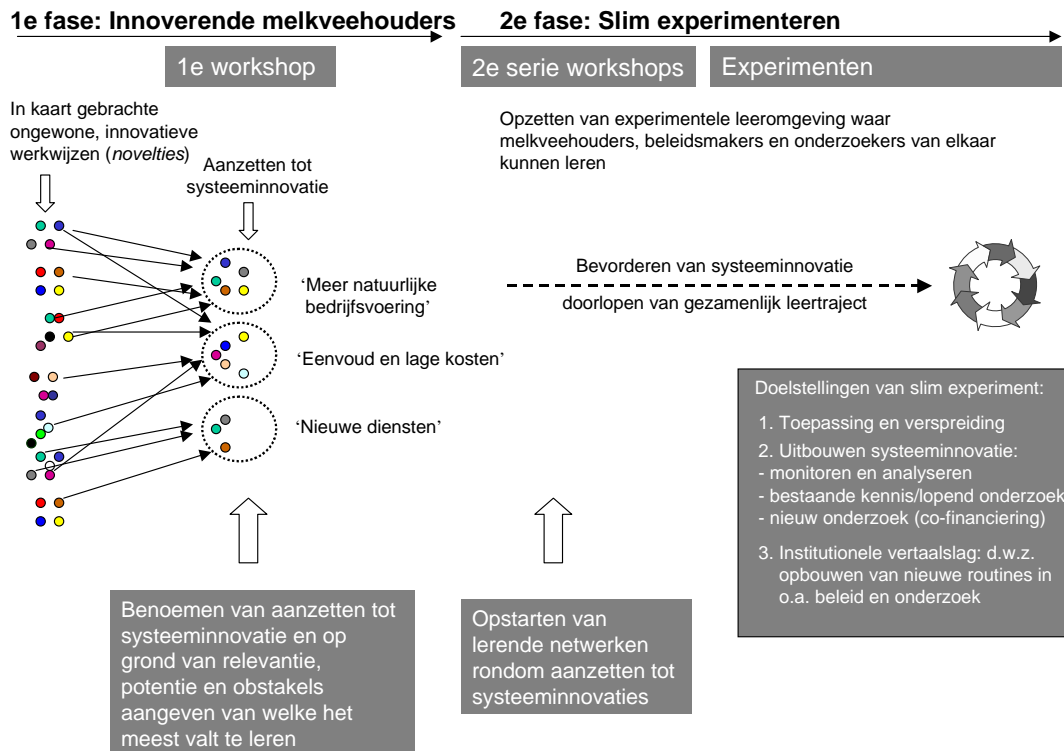 1e fase: Innoverende melkveehouders
2e fase: Slim experimenteren
1e workshop
2e serie workshops
Experimenten
In kaart gebrachte
ongewone, innovatieve
werkwijzen (novelties)
Aanzetten tot
systeeminnovatie
Opzetten van experimentele leeromgeving waar
melkveehouders, beleidsmakers en onderzoekers van elkaar
kunnen leren
‘Meer natuurlijke
bedrijfsvoering’
‘Eenvoud en lage kosten’
‘Nieuwe diensten’
Bevorderen van systeeminnovatie
doorlopen van gezamenlijk leertraject
Doelstellingen van slim experiment:
1. Toepassing en verspreiding
2. Uitbouwen systeeminnovatie:
- monitoren en analyseren
- bestaande kennis/lopend onderzoek
- nieuw onderzoek (co-financiering)
3. Institutionele vertaalslag: d.w.z.
opbouwen van nieuwe routines in
o.a. beleid en onderzoek
Benoemen van aanzetten tot
systeeminnovatie en op
grond van relevantie,
potentie en obstakels
aangeven van welke het
meest valt te leren
Opstarten van
lerende netwerken
rondom aanzetten tot
systeeminnovaties